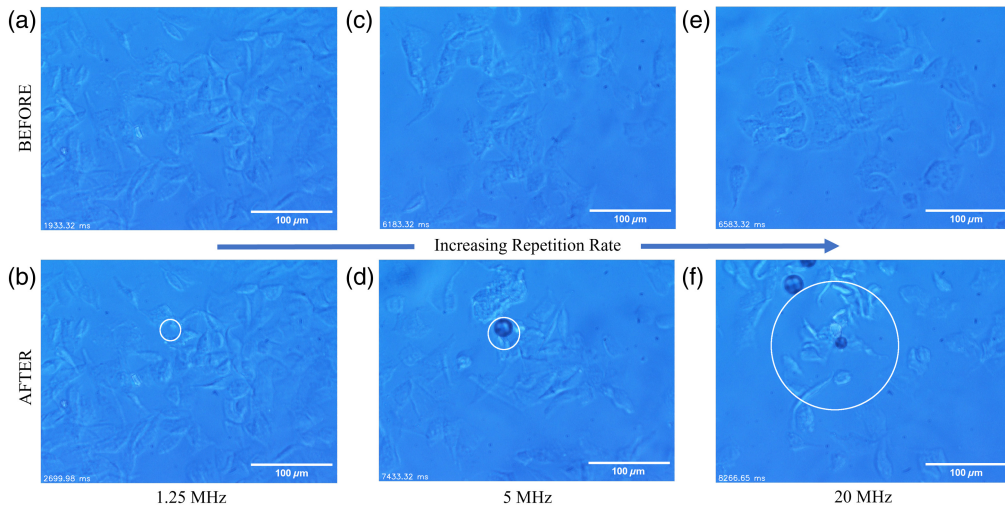 (a)
(c)
(e)
BEFORE
1933.32 ms
100 µm
6183.32 ms
100 µm
6583.32 ms
100 µm
Increasing Repetition Rate
(b)
(d)
(f)
AFTER
2699.98 ms
100 µm
7433.32 ms
100 µm
8266.65 ms
100 µm
1.25 MHz
5 MHz
20 MHz